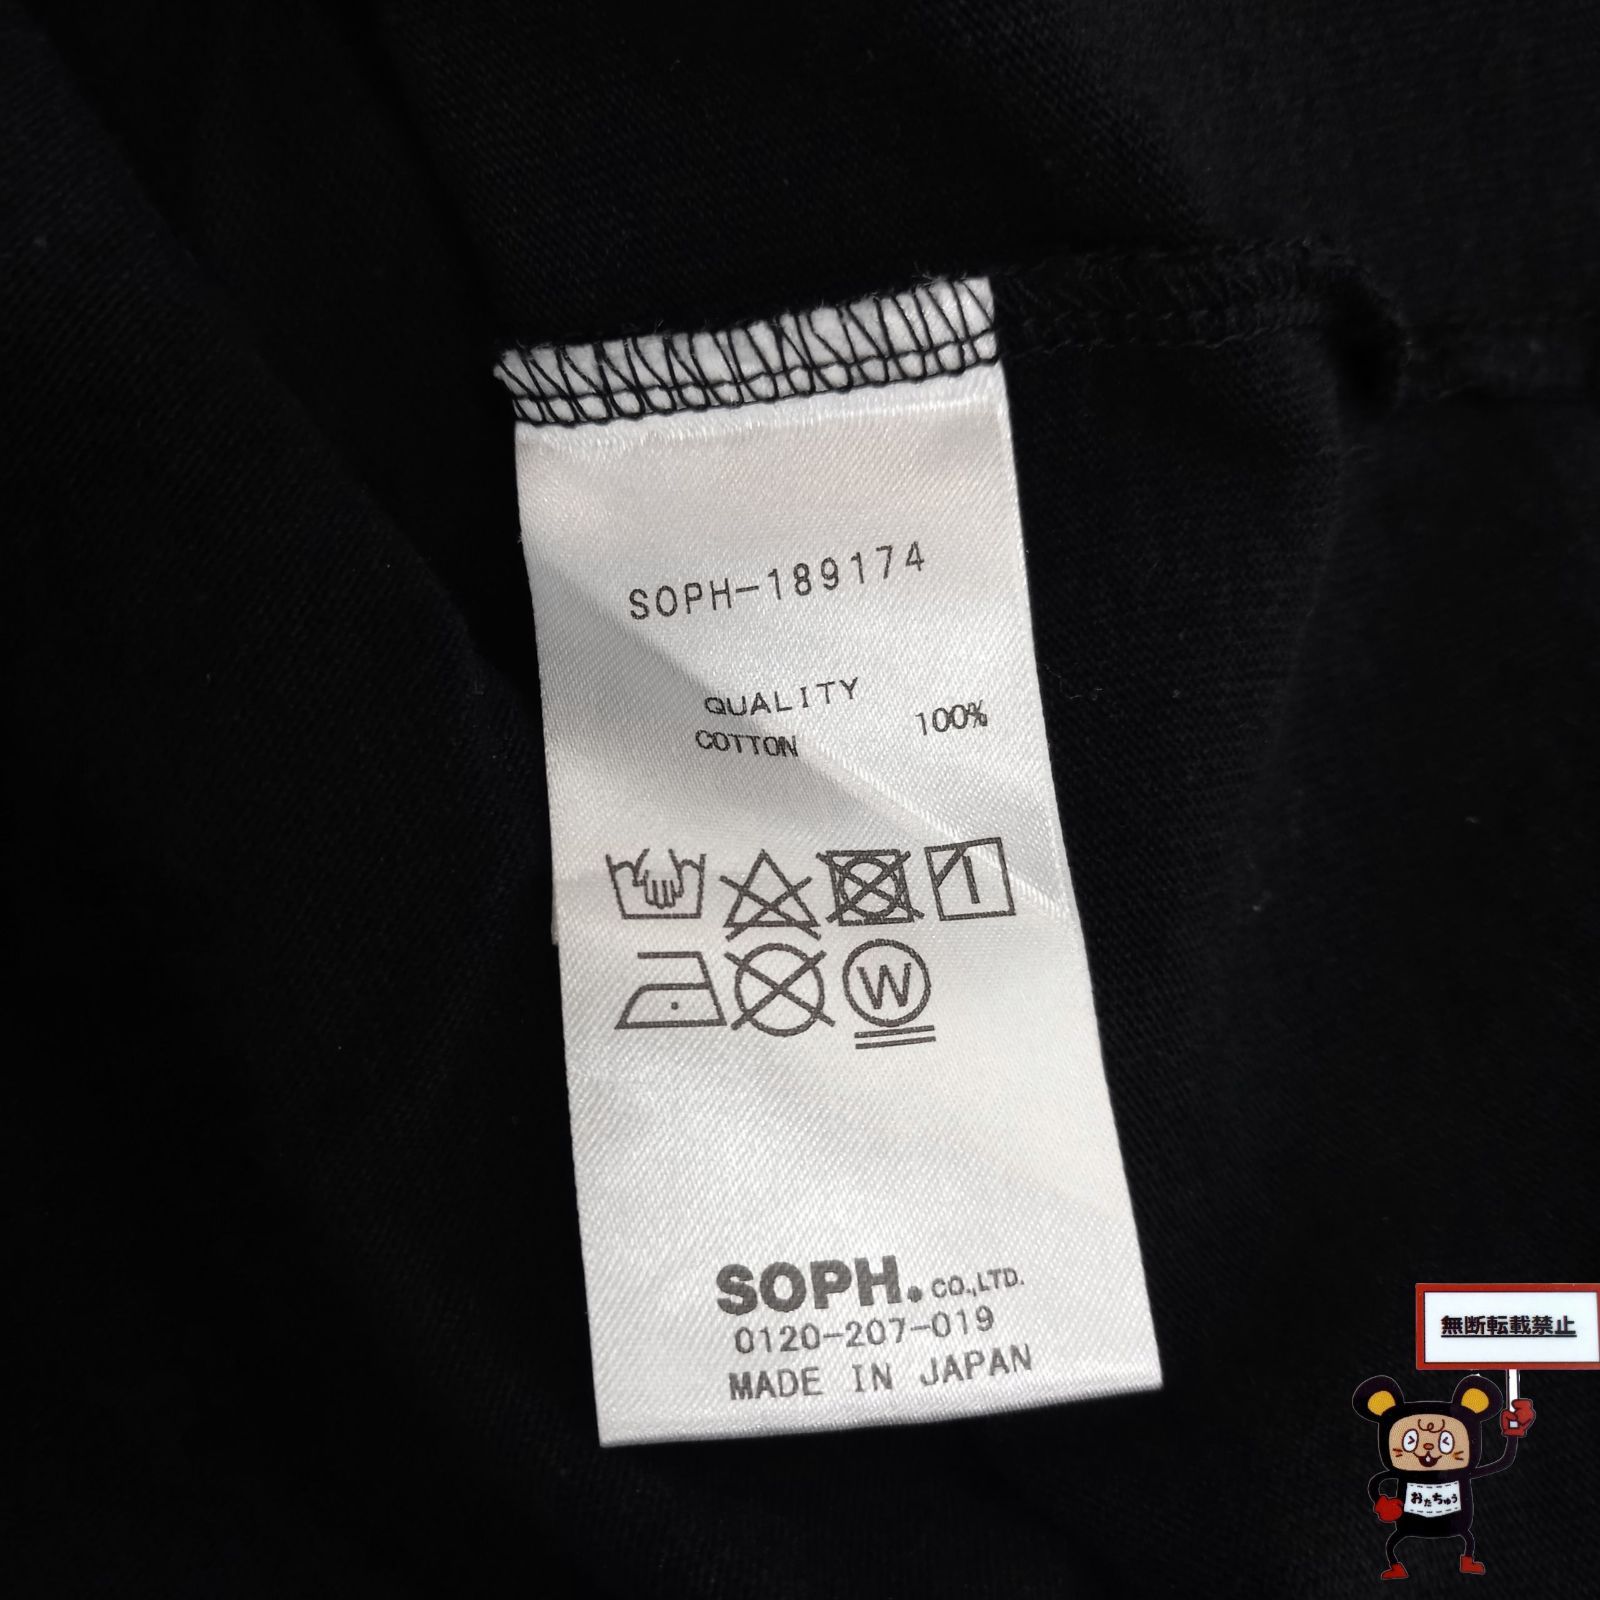 SOPH-189174
QUALITY
COTTON 100%
W
SOPH. CO.,LTD.
0120-207-019
MADE IN JAPAN
無断転載禁止
おたちゅう